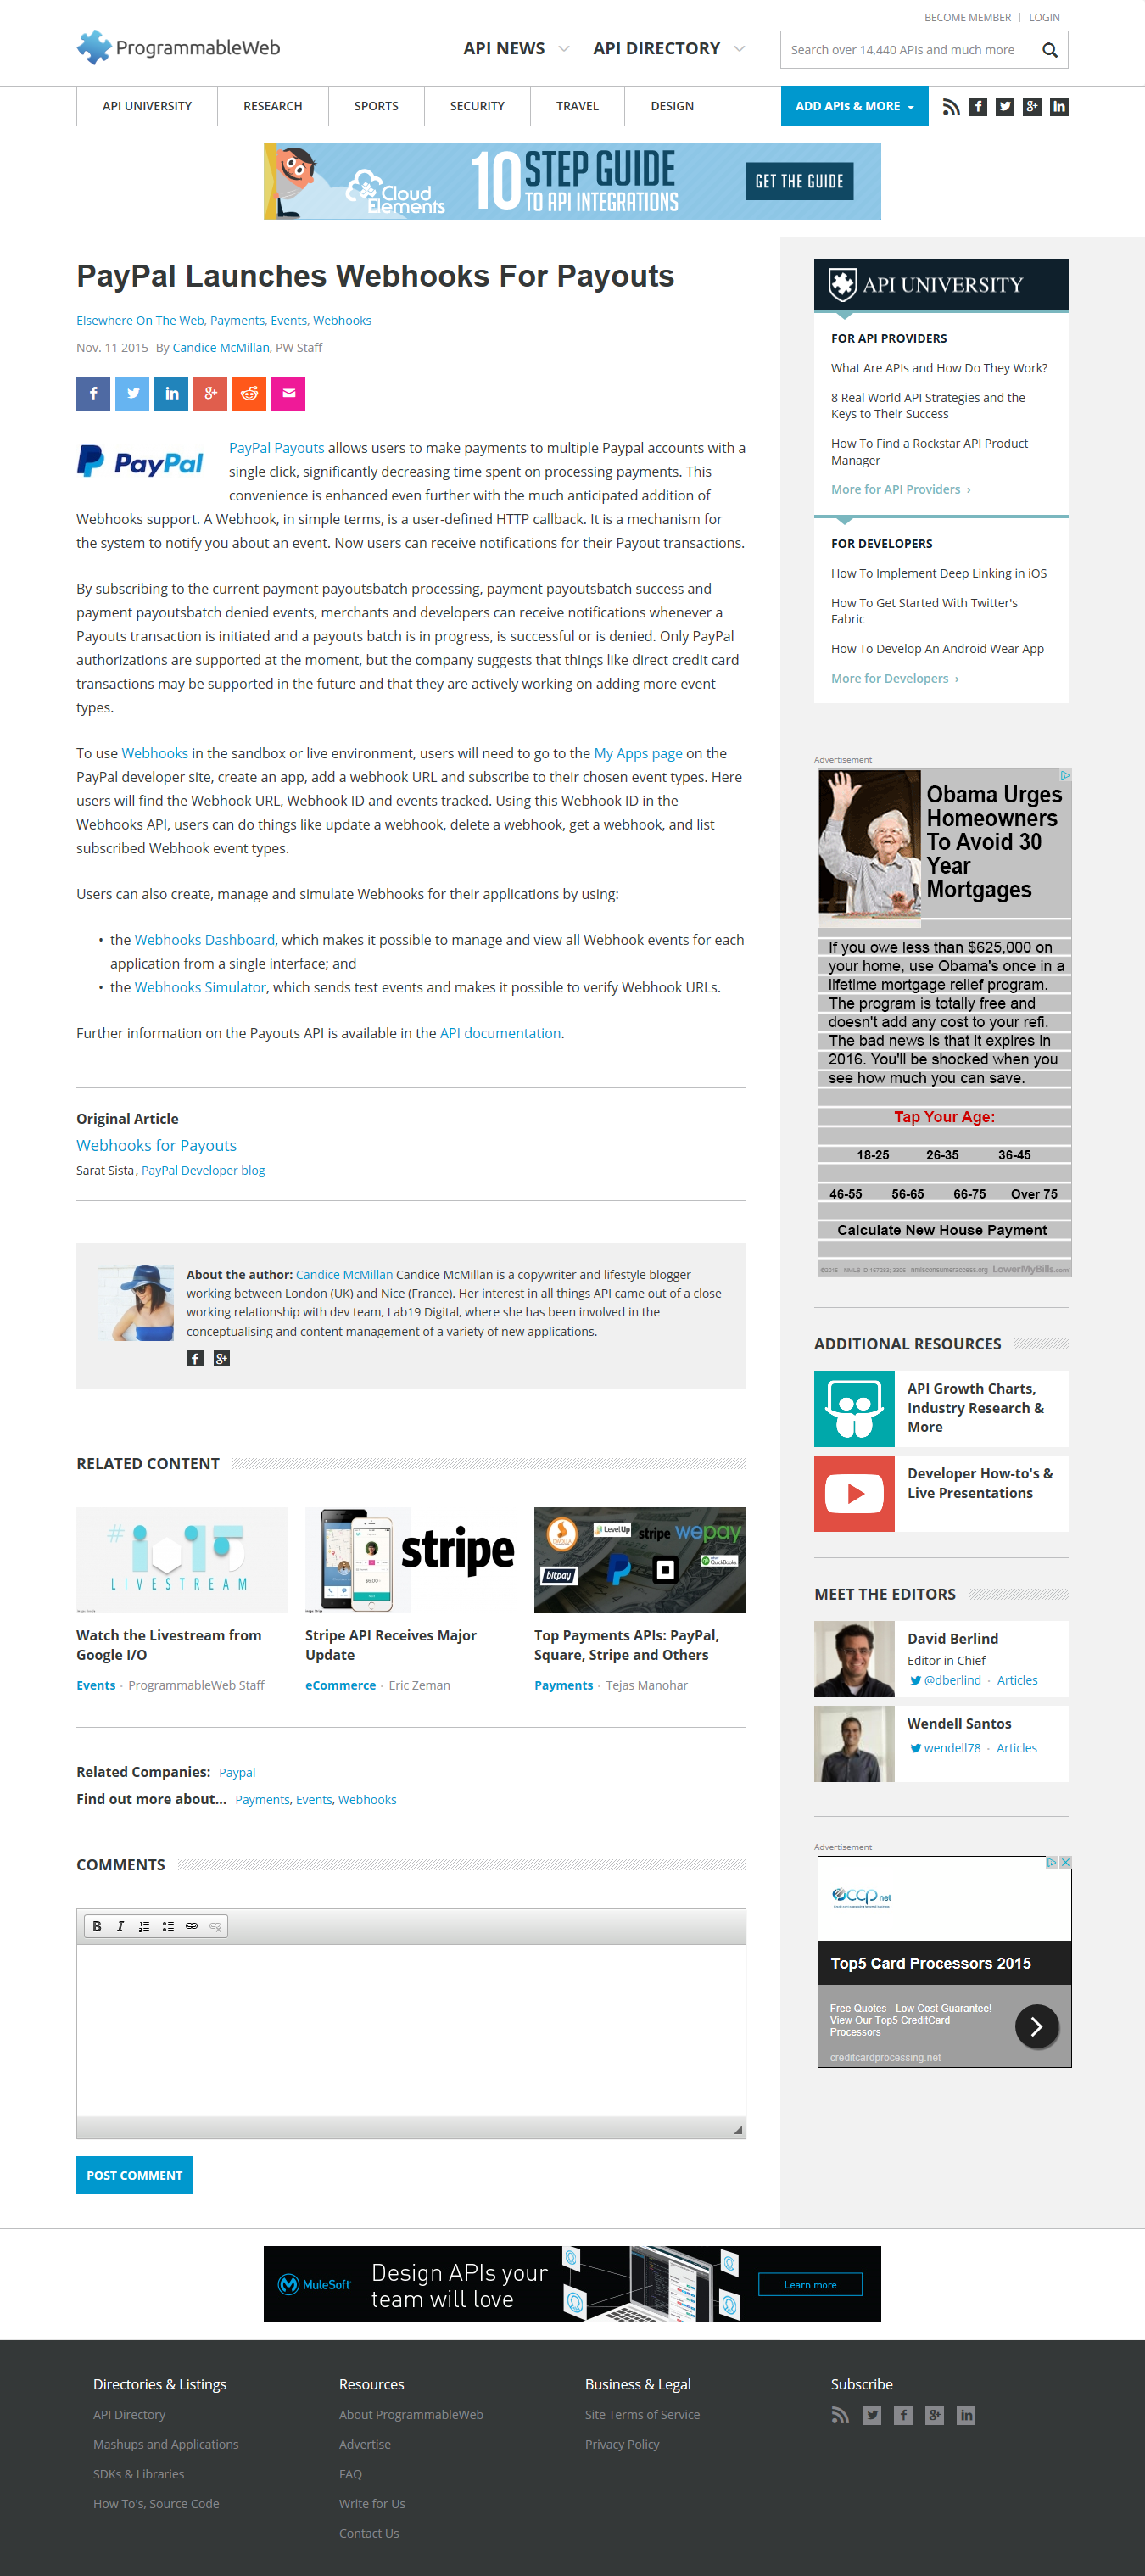 BECOME MEMBER | LOGIN
ProgrammableWeb
API NEWS
API DIRECTORY
Search over 14,440 APIs and much more
API UNIVERSITY
RESEARCH
SPORTS
SECURITY
TRAVEL
DESIGN
ADD APIs & MORE
Cloud Elements
10 STEP GUIDE
TO API INTEGRATIONS
GET THE GUIDE
PayPal Launches Webhooks For Payouts
Elsewhere On The Web, Payments, Events, Webhooks
Nov. 11 2015 By Candice McMillan, PW Staff
PayPal
PayPal Payouts allows users to make payments to multiple Paypal accounts with a
single click, significantly decreasing time spent on processing payments. This
convenience is enhanced even further with the much anticipated addition of
Webhooks support. A Webhook, in simple terms, is a user-defined HTTP callback. It is a mechanism for
the system to notify you about an event. Now users can receive notifications for their Payout transactions.
By subscribing to the current payment payoutsbatch processing, payment payoutsbatch success and
payment payoutsbatch denied events, merchants and developers can receive notifications whenever a
Payouts transaction is initiated and a payouts batch is in progress, is successful or is denied. Only PayPal
authorizations are supported at the moment, but the company suggests that things like direct credit card
transactions may be supported in the future and that they are actively working on adding more event
types.
To use Webhooks in the sandbox or live environment, users will need to go to the My Apps page on the
PayPal developer site, create an app, add a webhook URL and subscribe to their chosen event types. Here
users will find the Webhook URL, Webhook ID and events tracked. Using this Webhook ID in the
Webhooks API, users can do things like update a webhook, delete a webhook, get a webhook, and list
subscribed Webhook event types.
Users can also create, manage and simulate Webhooks for their applications by using:
• the Webhooks Dashboard, which makes it possible to manage and view all Webhook events for each
application from a single interface; and
• the Webhooks Simulator, which sends test events and makes it possible to verify Webhook URLs.
Further information on the Payouts API is available in the API documentation.
Original Article
Webhooks for Payouts
Sarat Sista, PayPal Developer blog
About the author: Candice McMillan Candice McMillan is a copywriter and lifestyle blogger
working between London (UK) and Nice (France). Her interest in all things API came out of a close
working relationship with dev team, Lab19 Digital, where she has been involved in the
conceptualising and content management of a variety of new applications.
RELATED CONTENT
#io15
LIVESTREAM
stripe
LevelUp
stripe
wepay
bitpay
QuickBooks
Watch the Livestream from
Google I/O
Events - ProgrammableWeb Staff
Stripe API Receives Major
Update
eCommerce - Eric Zeman
Top Payments APIs: PayPal,
Square, Stripe and Others
Payments - Tejas Manohar
Related Companies: Paypal
Find out more about... Payments, Events, Webhooks
COMMENTS
POST COMMENT
API UNIVERSITY
FOR API PROVIDERS
What Are APIs and How Do They Work?
8 Real World API Strategies and the
Keys to Their Success
How To Find a Rockstar API Product
Manager
More for API Providers ›
FOR DEVELOPERS
How To Implement Deep Linking in iOS
How To Get Started With Twitter's
Fabric
How To Develop An Android Wear App
More for Developers ›
Advertisement
Obama Urges
Homeowners
To Avoid 30
Year
Mortgages
If you owe less than $625,000 on
your home, use Obama's once in a
lifetime mortgage relief program.
The program is totally free and
doesn't add any cost to your refi.
The bad news is that it expires in
2016. You'll be shocked when you
see how much you can save.
Tap Your Age:
18-25 26-35 36-45
46-55 56-65 66-75 Over 75
Calculate New House Payment
nmlsconsumeraccess.org LowerMyBills.com
ADDITIONAL RESOURCES
API Growth Charts,
Industry Research &
More
Developer How-to's &
Live Presentations
MEET THE EDITORS
David Berlind
Editor in Chief
@dberlind - Articles
Wendell Santos
wendell78 - Articles
Advertisement
ccp net
Top5 Card Processors 2015
Free Quotes - Low Cost Guarantee!
View Our Top5 CreditCard
Processors
creditcardprocessing.net
MuleSoft
Design APIs your
team will love
Learn more
Directories & Listings
API Directory
Mashups and Applications
SDKs & Libraries
How To's, Source Code
Resources
About ProgrammableWeb
Advertise
FAQ
Write for Us
Contact Us
Business & Legal
Site Terms of Service
Privacy Policy
Subscribe